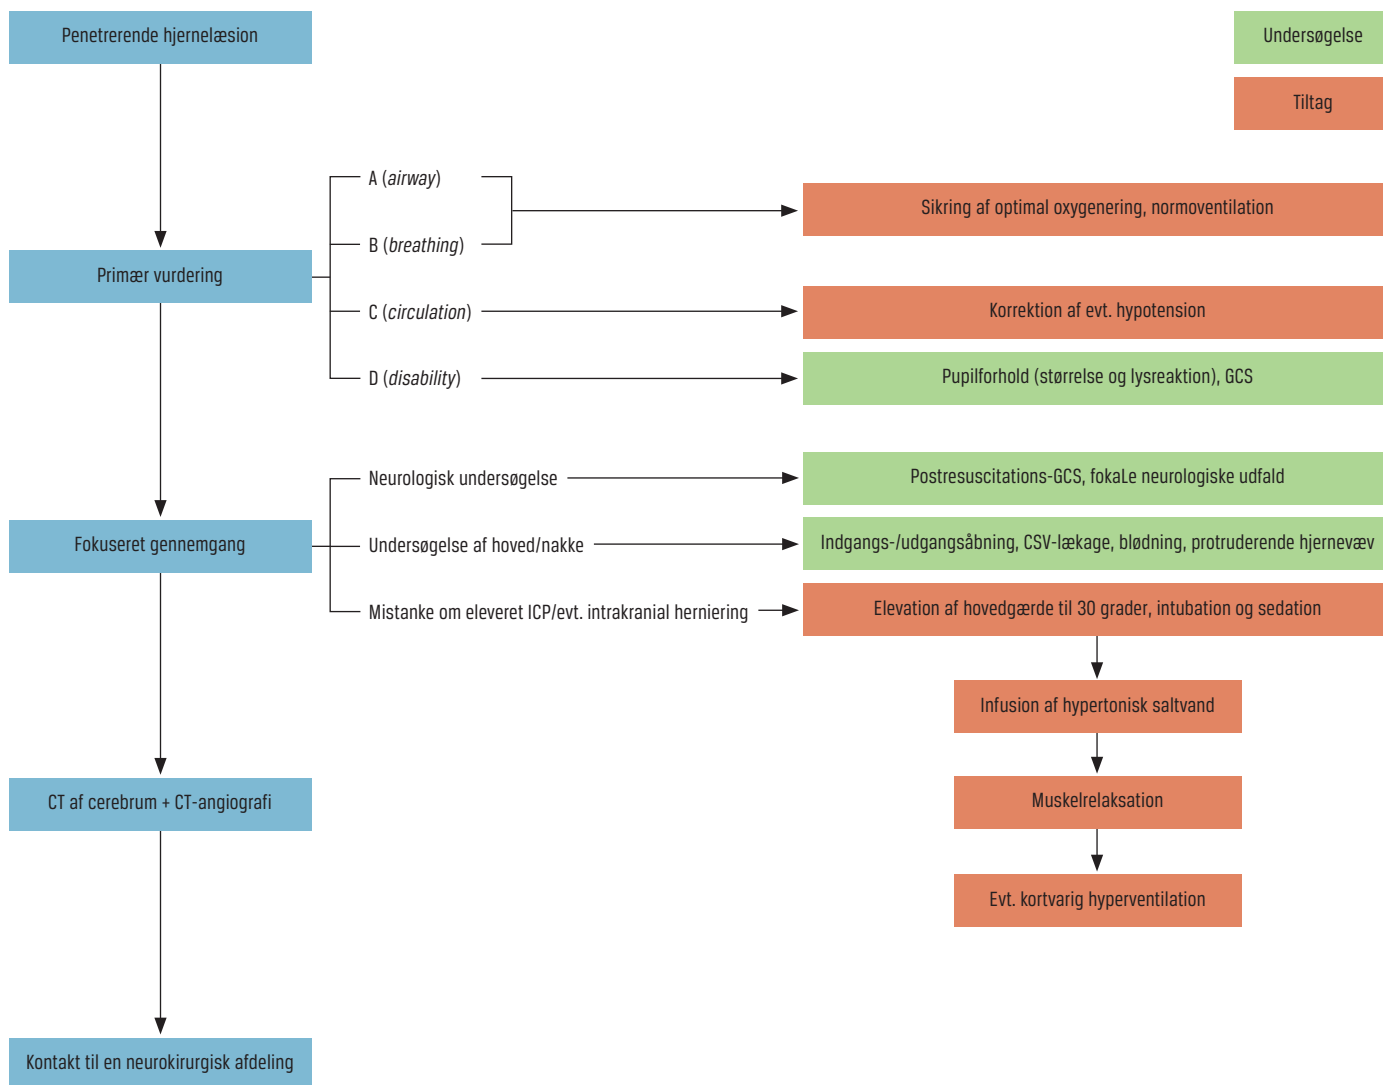 Penetrerende hjernelæsion
Undersøgelse
Tiltag
A (airway)
Sikring af optimal oxygenering, normoventilation
B (breathing)
Primær vurdering
C (circulation)
Korrektion af evt. hypotension
D (disability)
Pupilforhold (størrelse og lysreaktion), GCS
Neurologisk undersøgelse
Postresuscitations-GCS, fokaLe neurologiske udfald
Fokuseret gennemgang
Undersøgelse af hoved/nakke
Indgangs-/udgangsåbning, CSV-lækage, blødning, protruderende hjernevæv
Mistanke om eleveret ICP/evt. intrakranial herniering
Elevation af hovedgærde til 30 grader, intubation og sedation
Infusion af hypertonisk saltvand
CT af cerebrum + CT-angiografi
Muskelrelaksation
Evt. kortvarig hyperventilation
Kontakt til en neurokirurgisk afdeling